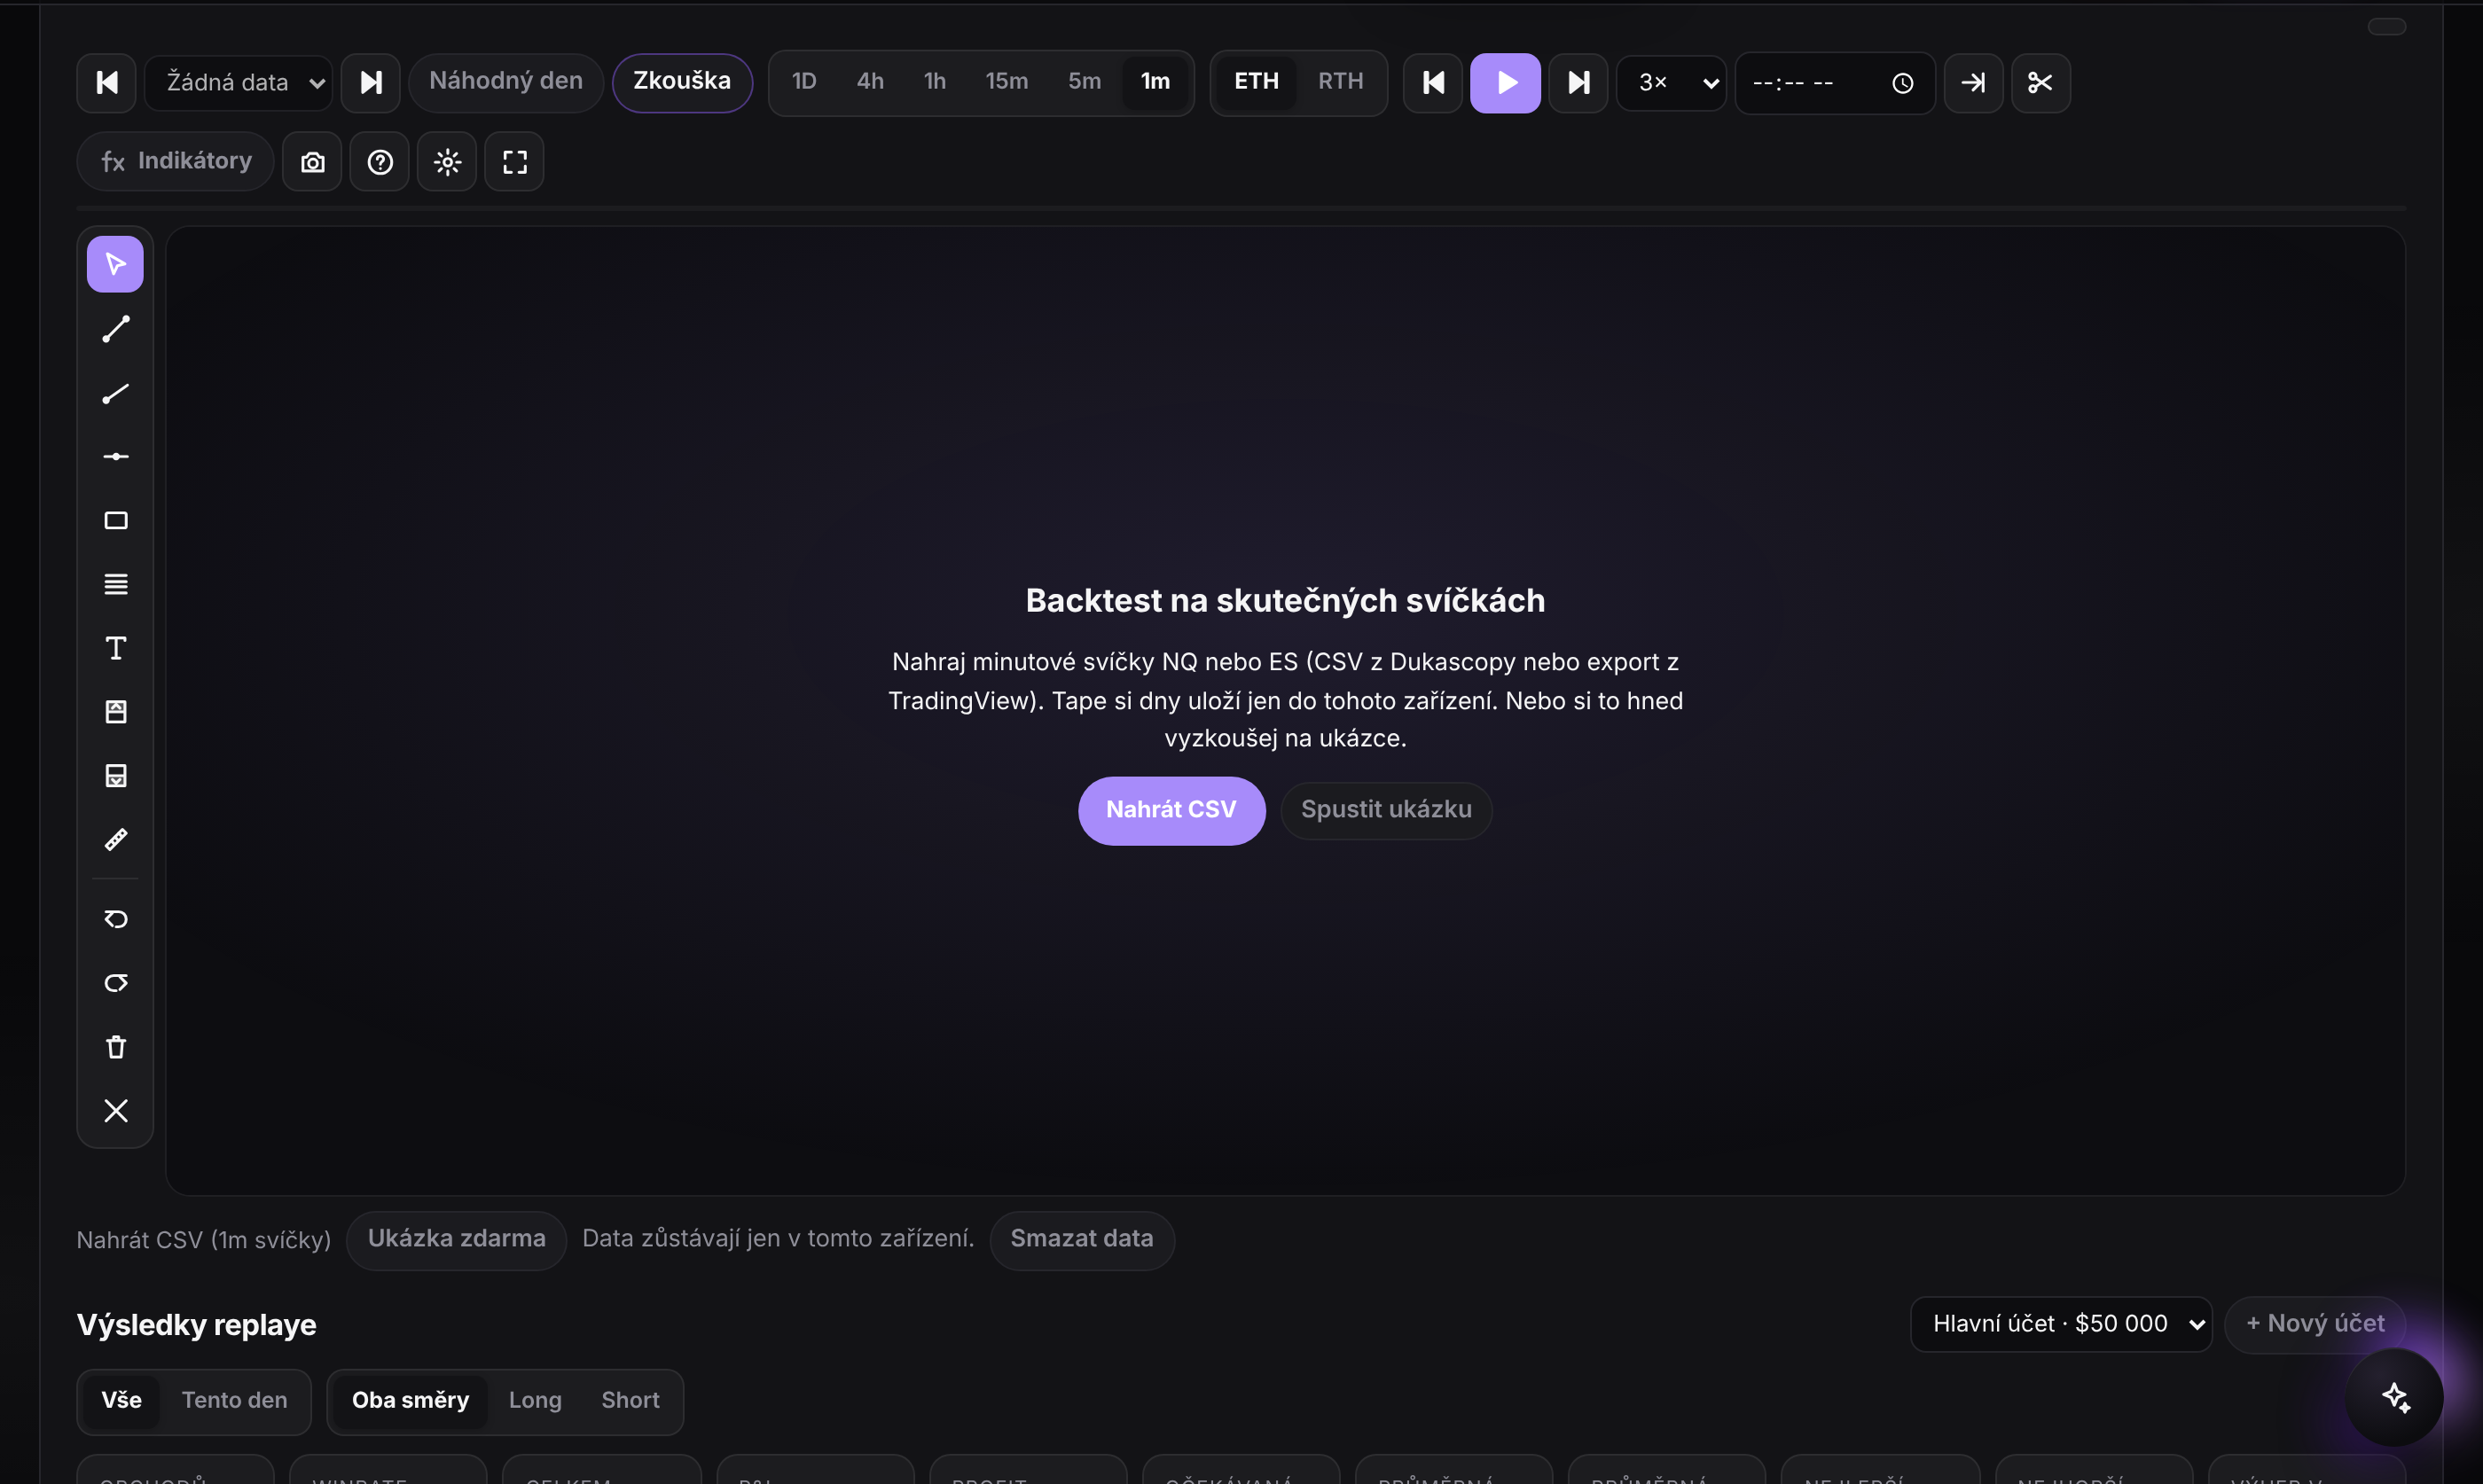 Žádná data
Náhodný den
Zkouška
1D 4h 1h 15m 5m 1m
ETH RTH
3×
--:-- --
fx Indikátory
Backtest na skutečných svíčkách
Nahraj minutové svíčky NQ nebo ES (CSV z Dukascopy nebo export z
TradingView). Tape si dny uloží jen do tohoto zařízení. Nebo si to hned
vyzkoušej na ukázce.
Nahrát CSV
Spustit ukázku
Nahrát CSV (1m svíčky)
Ukázka zdarma
Data zůstávají jen v tomto zařízení.
Smazat data
Výsledky replaye
Hlavní účet · $50 000
+ Nový účet
Vše Tento den
Oba směry Long Short